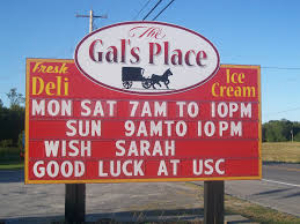 The
Gal's Place
Fresh Deli
Ice Cream
MON SAT 7AM TO 10PM
SUN 9AMTO 10PM
WISH SARAH
GOOD LUCK AT USC